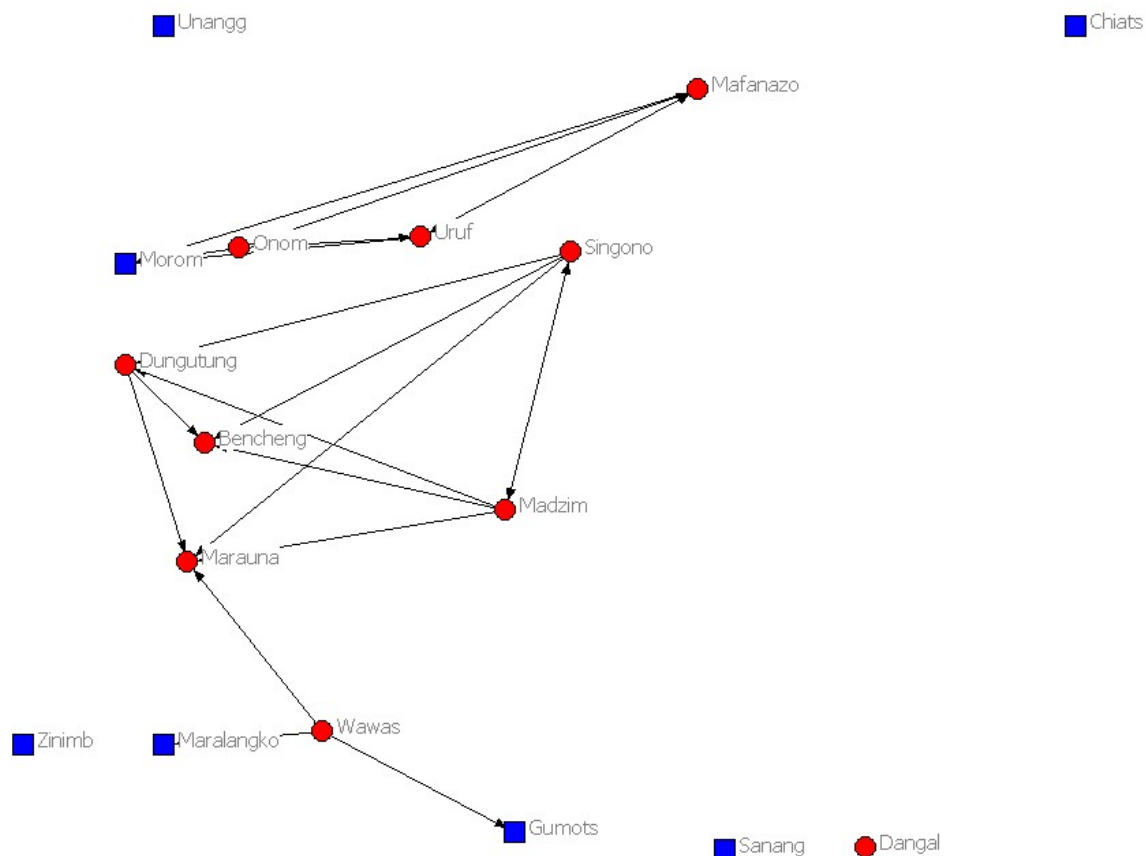 Unangg
Chiats
Mafanazo
Uruf
Onom
Singono
Morom
Dungutung
Bencheng
Madzim
Marauna
Wawas
Zinimb
Maralangko
Gumots
Sanang
Dangal